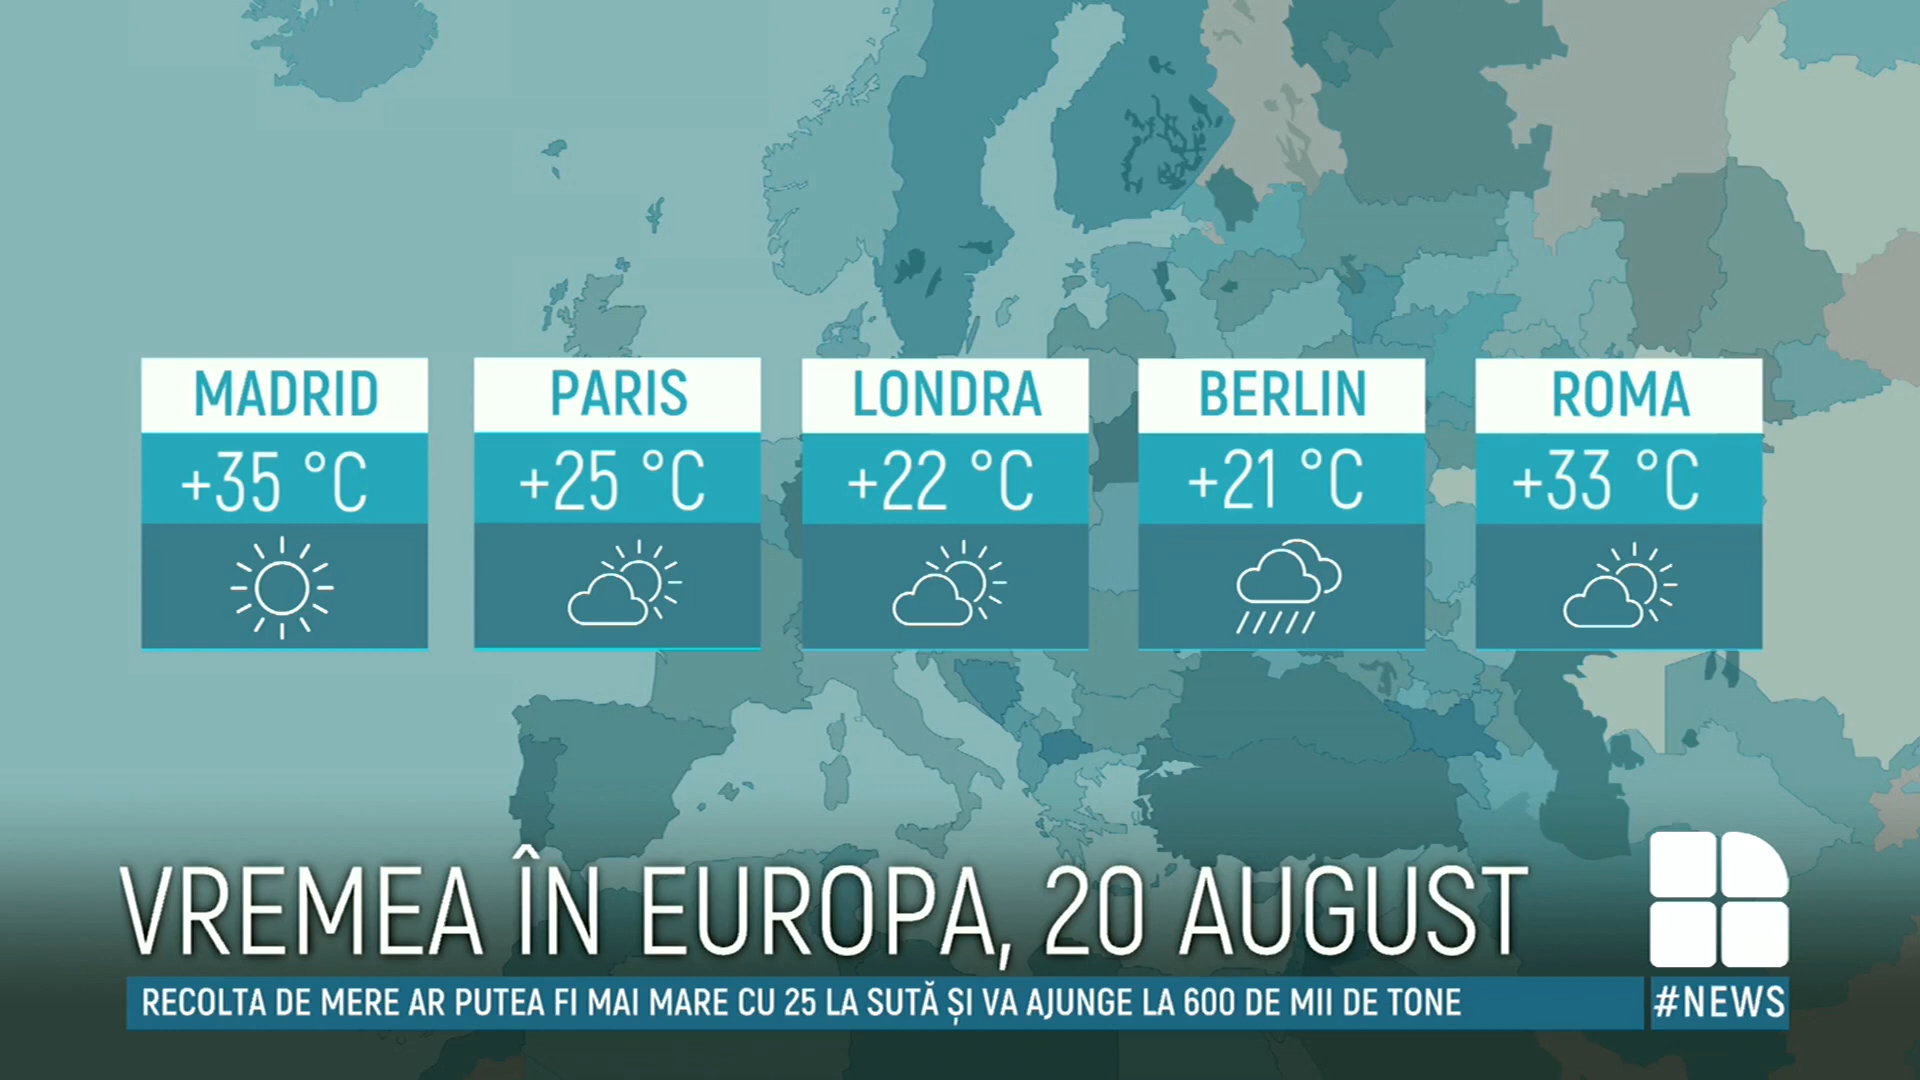 MADRID
+35 °C
PARIS
+25 °C
LONDRA
+22 °C
BERLIN
+21 °C
ROMA
+33 °C
VREMEA ÎN EUROPA, 20 AUGUST
RECOLTA DE MERE AR PUTEA FI MAI MARE CU 25 LA SUTĂ ȘI VA AJUNGE LA 600 DE MII DE TONE
#NEWS